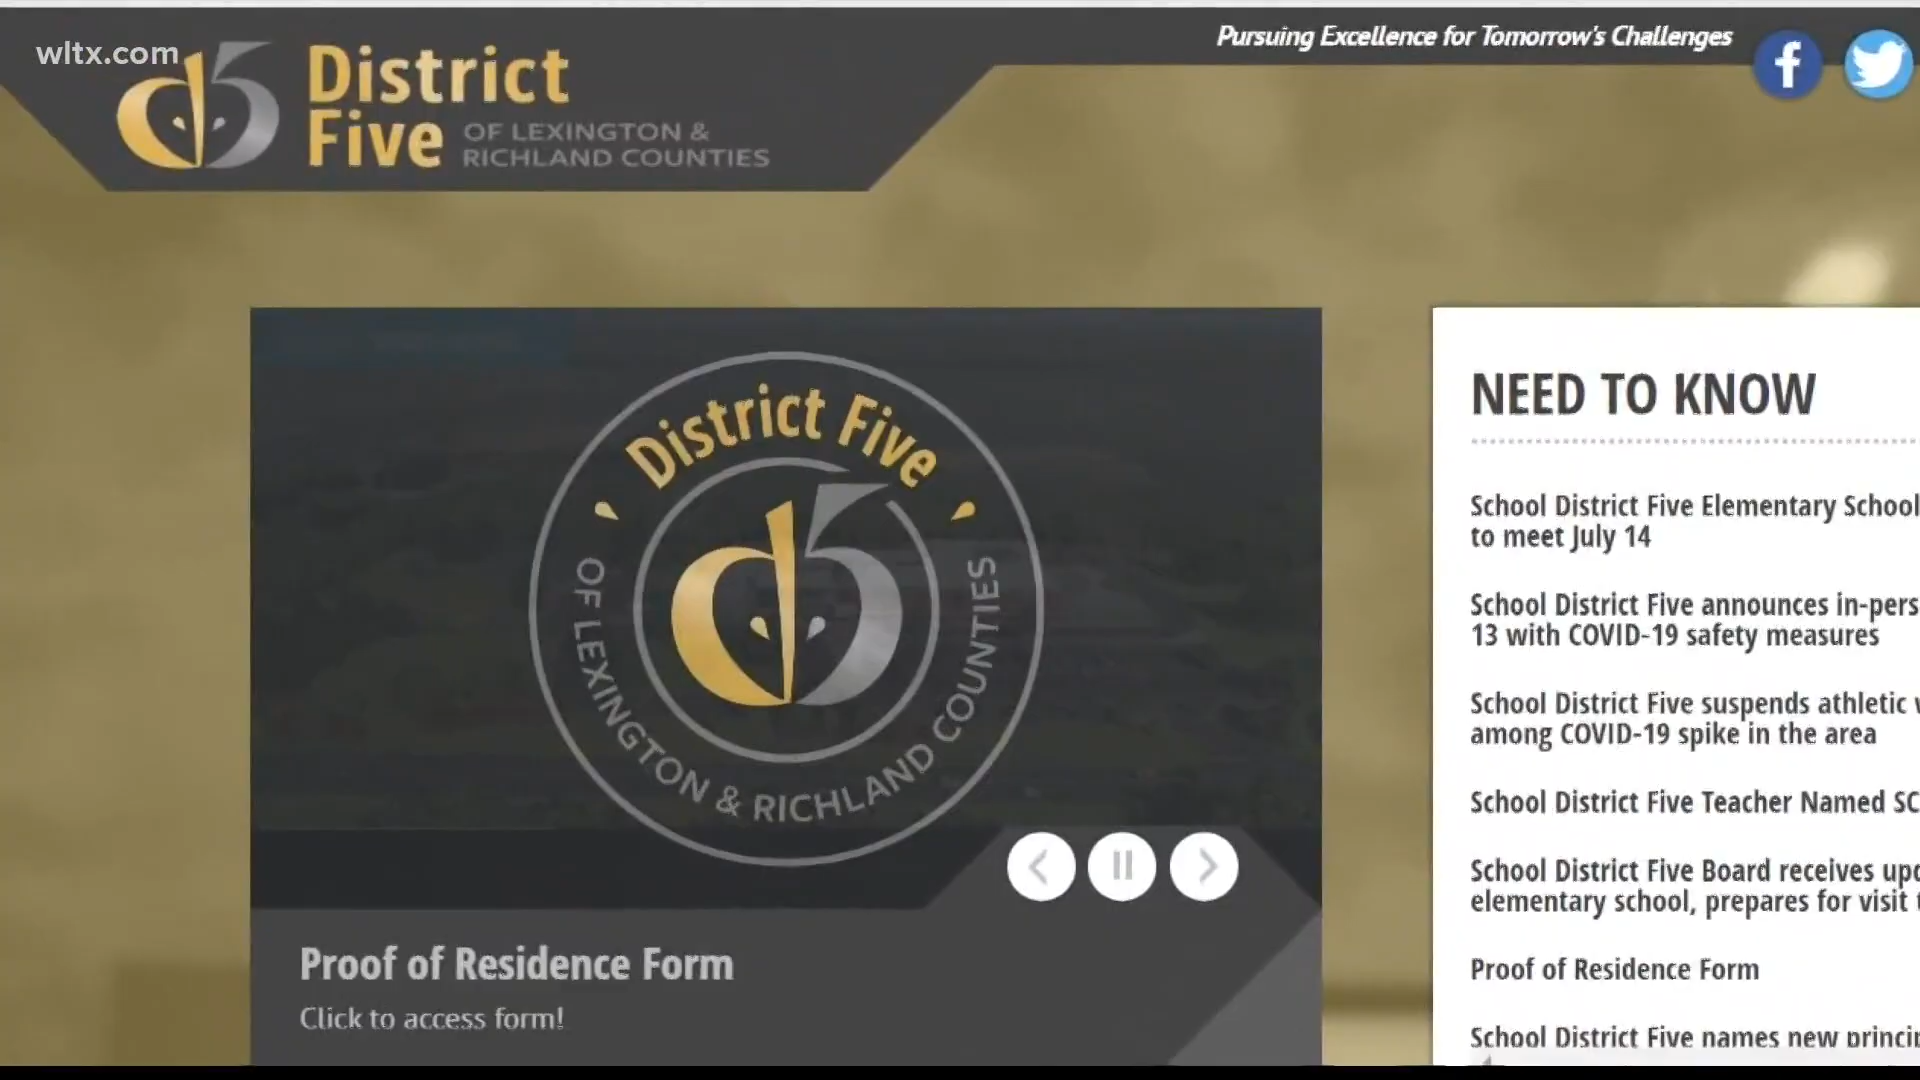 wltx.com
Pursuing Excellence for Tomorrow's Challenges
d5
District
Five
OF LEXINGTON &
RICHLAND COUNTIES
District Five
d5
OF LEXINGTON & RICHLAND COUNTIES
Proof of Residence Form
Click to access form!
NEED TO KNOW
School District Five Elementary School
to meet July 14
School District Five announces in-pers
13 with COVID-19 safety measures
School District Five suspends athletic
among COVID-19 spike in the area
School District Five Teacher Named SC
School District Five Board receives upd
elementary school, prepares for visit
Proof of Residence Form
School District Five names new princip